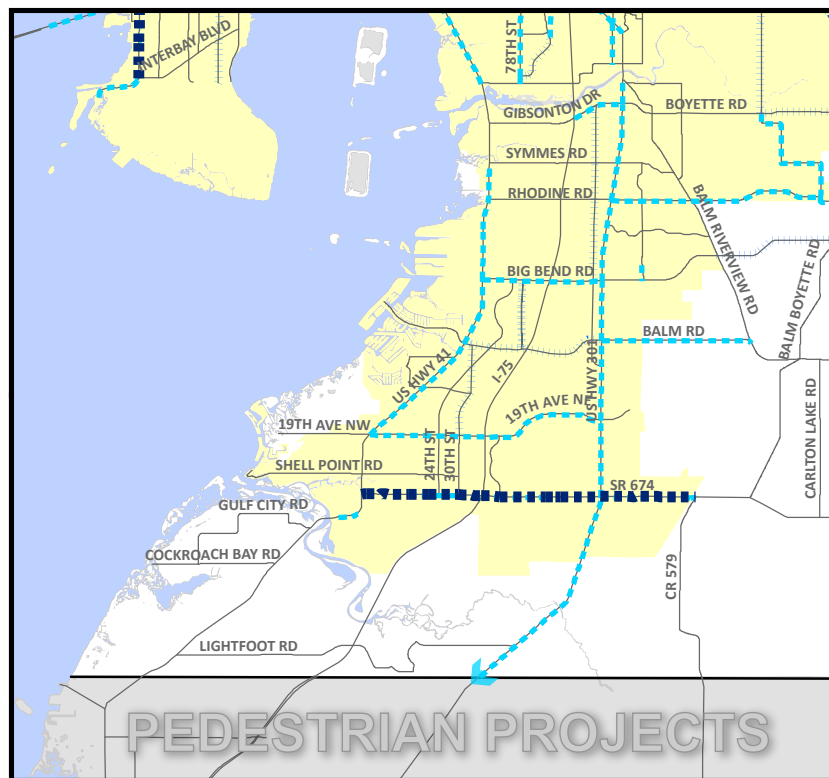 INTERBAY BLVD
78TH ST
GIBSONTON DR
BOYETTE RD
SYMMES RD
RHODINE RD
BALM RIVERVIEW RD
BIG BEND RD
BALM BOYETTE RD
BALM RD
US HWY 41
I-75
US HWY 301
19TH AVE NE
CARLTON LAKE RD
19TH AVE NW
24TH ST
30TH ST
SHELL POINT RD
SR 674
GULF CITY RD
COCKROACH BAY RD
CR 579
LIGHTFOOT RD
PEDESTRIAN PROJECTS